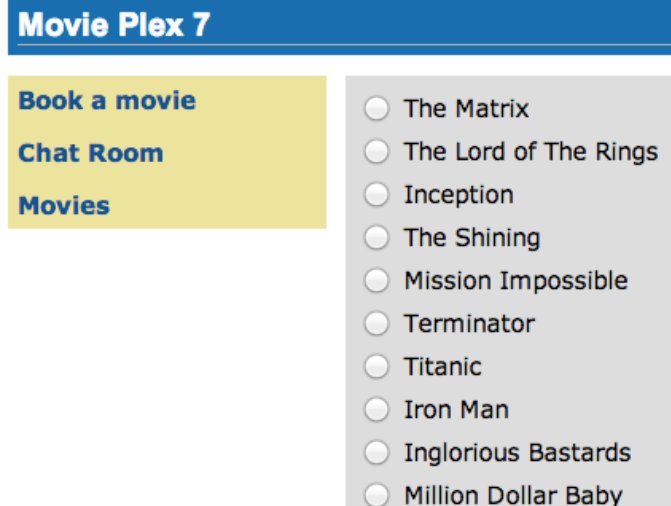 Movie Plex 7
Book a movie
Chat Room
Movies
The Matrix
The Lord of The Rings
Inception
The Shining
Mission Impossible
Terminator
Titanic
Iron Man
Inglorious Bastards
Million Dollar Baby